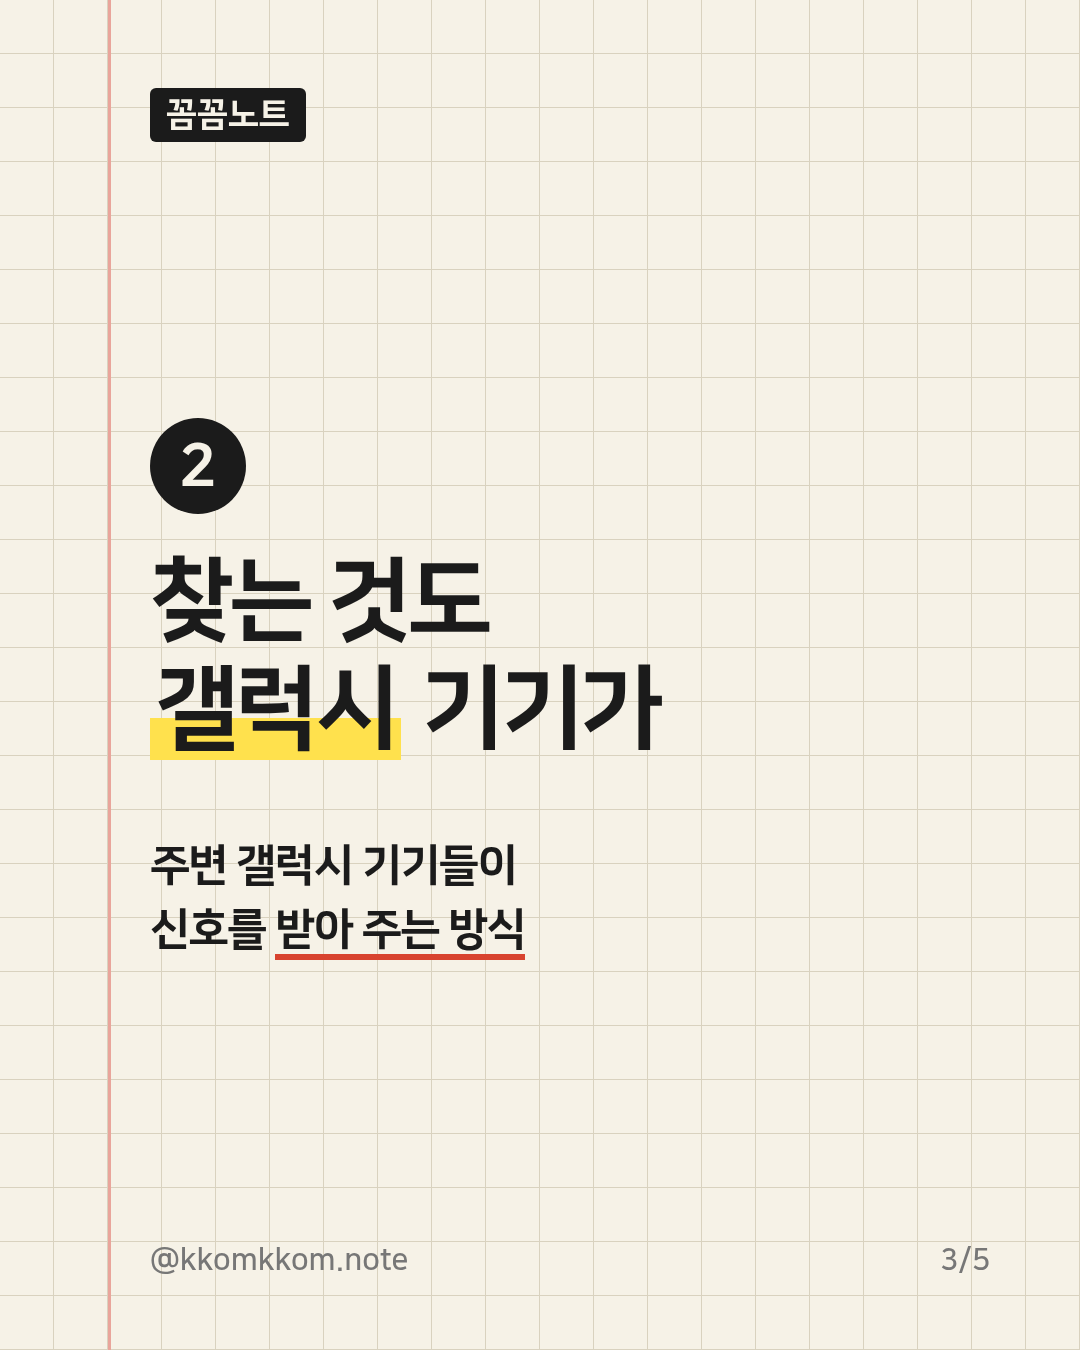 꼼꼼노트
2
찾는 것도
갤럭시 기기가
주변 갤럭시 기기들이
신호를 받아 주는 방식
@kkomkkom.note
3/5